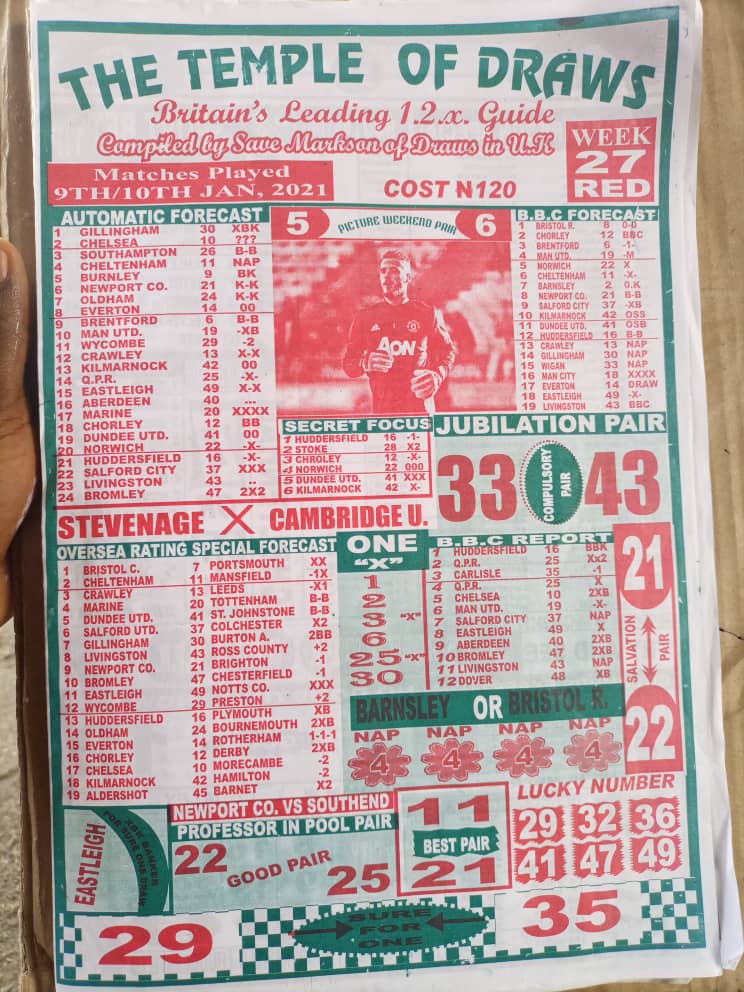 THE TEMPLE OF DRAWS
Britain's Leading 1.2.x. Guide
Compiled by Save Markson of Draws in U.K
WEEK
27
RED
Matches Played
9TH/10TH JAN, 2021
COST ₦120
AUTOMATIC FORECAST
1 GILLINGHAM 30 XBK
2 CHELSEA 10 ???
3 SOUTHAMPTON 26 B-B
4 CHELTENHAM 11 NAP
5 BURNLEY 9 BK
6 NEWPORT CO. 21 K-K
7 OLDHAM 24 K-K
8 EVERTON 14 00
9 BRENTFORD 6 B-B
10 MAN UTD. 19 -XB
11 WYCOMBE 29 -2
12 CRAWLEY 13 X-X
13 KILMARNOCK 42 00
14 Q.P.R. 25 -X-
15 EASTLEIGH 49 X-X
16 ABERDEEN 40 ...
17 MARINE 20 XXXX
18 CHORLEY 12 BB
19 DUNDEE UTD. 41 00
20 NORWICH 22 -X-
21 HUDDERSFIELD 16 -X-
22 SALFORD CITY 37 XXX
23 LIVINGSTON 43 ..
24 BROMLEY 47 2X2
5 PICTURE WEEKEND PAIR 6
AON
B.B.C FORECAST
1 BRISTOL R. 8 0-0
2 CHORLEY 12 BBC
3 BRENTFORD 6 -1-
4 MAN UTD. 19 -M
5 NORWICH 22 X
6 CHELTENHAM 11 -X-
7 BARNSLEY 2 0.K
8 NEWPORT CO. 21 B-B
9 SALFORD CITY 37 -XB
10 KILMARNOCK 42 OSS
11 DUNDEE UTD. 41 OSB
12 HUDDERSFIELD 16 B-B
13 CRAWLEY 13 NAP
14 GILLINGHAM 30 NAP
15 WIGAN 33 NAP
16 MAN CITY 18 XXXX
17 EVERTON 14 DRAW
18 EASTLEIGH 49 -X-
19 LIVINGSTON 43 BBC
SECRET FOCUS
1 HUDDERSFIELD 16 -1-
2 STOKE 28 X2
3 CHROLEY 12 -X-
4 NORWICH 22 000
5 DUNDEE UTD. 41 XXX
6 KILMARNOCK 42 X-
JUBILATION PAIR
33 COMPULSORY PAIR 43
STEVENAGE X CAMBRIDGE U.
OVERSEA RATING SPECIAL FORECAST
1 BRISTOL C. 7 PORTSMOUTH XX
2 CHELTENHAM 11 MANSFIELD -1X
3 CRAWLEY 13 LEEDS -X1
4 MARINE 20 TOTTENHAM B-B
5 DUNDEE UTD. 41 ST. JOHNSTONE B-B
6 SALFORD UTD. 37 COLCHESTER X2
7 GILLINGHAM 30 BURTON A. 2BB
8 LIVINGSTON 43 ROSS COUNTY +2
9 NEWPORT CO. 21 BRIGHTON -1
10 BROMLEY 47 CHESTERFIELD -1
11 EASTLEIGH 49 NOTTS CO. XXX
12 WYCOMBE 29 PRESTON +2
13 HUDDERSFIELD 16 PLYMOUTH XB
14 OLDHAM 24 BOURNEMOUTH 2XB
15 EVERTON 14 ROTHERHAM 1-1-1
16 CHORLEY 12 DERBY 2XB
17 CHELSEA 10 MORECAMBE -2
18 KILMARNOCK 42 HAMILTON -2
19 ALDERSHOT 45 BARNET X2
ONE
"X"
1
2
3 "X"
6
25 "X"
30
B.B.C. REPORT
1 HUDDERSFIELD 16 BBK
2 Q.P.R. 25 Xx2
3 CARLISLE 35 -1
4 Q.P.R. 25 X
5 CHELSEA 10 2XB
6 MAN UTD. 19 -X-
7 SALFORD CITY 37 NAP
8 EASTLEIGH 49 X
9 ABERDEEN 40 2XB
10 BROMLEY 47 2XB
11 LIVINGSTON 43 NAP
12 DOVER 48 XB
21
SALVATION PAIR
22
BARNSLEY OR BRISTOL R.
NAP NAP NAP NAP
4 4 4 4
EASTLEIGH
XBK BANKER
FOR SURE ONE DRAW
NEWPORT CO. VS SOUTHEND
PROFESSOR IN POOL PAIR
22 GOOD PAIR 25
11
BEST PAIR
21
LUCKY NUMBER
29 32 36
41 47 49
29 SURE FOR ONE 35